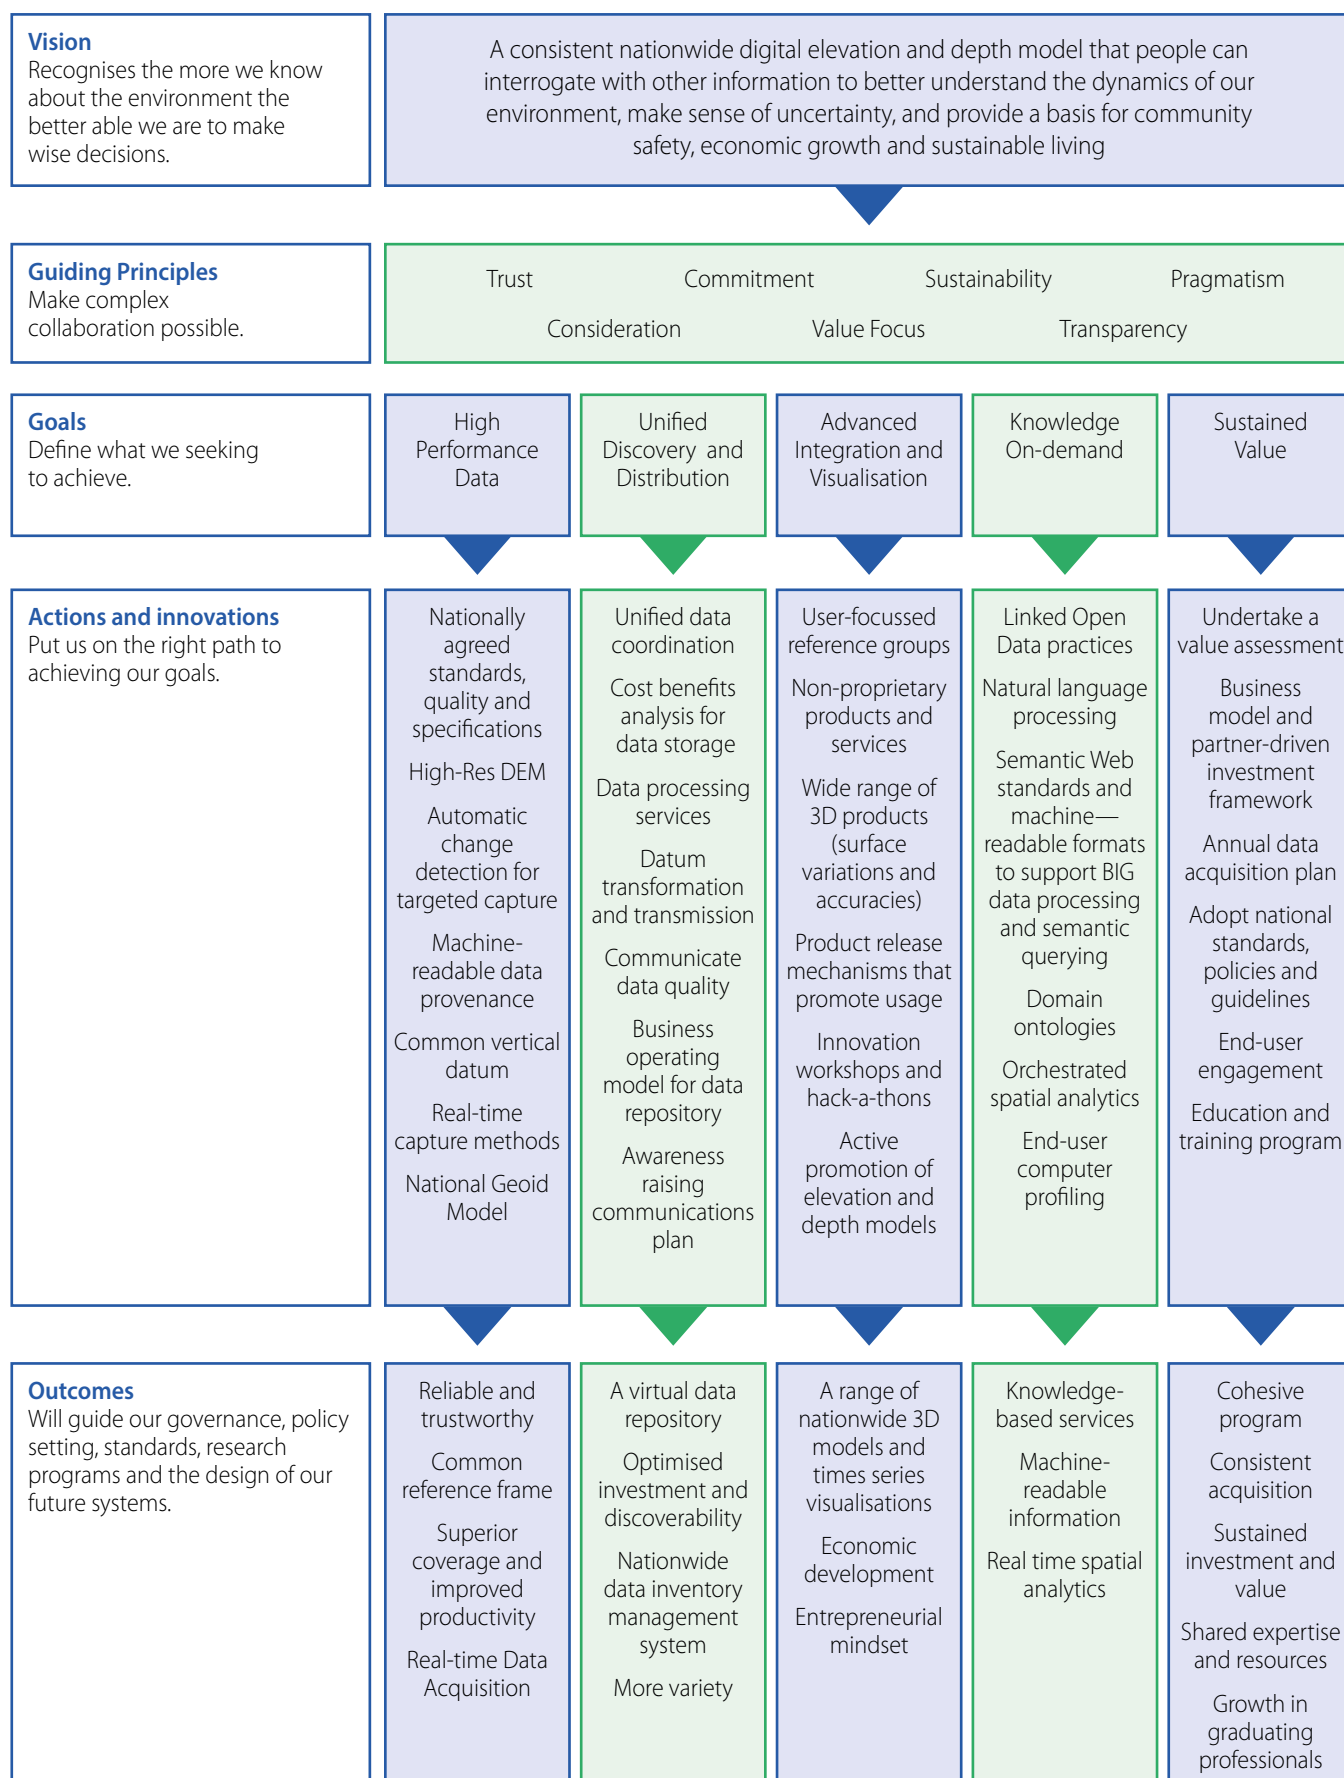 Vision
Recognises the more we know
about the environment the
better able we are to make
wise decisions.
A consistent nationwide digital elevation and depth model that people can
interrogate with other information to better understand the dynamics of our
environment, make sense of uncertainty, and provide a basis for community
safety, economic growth and sustainable living
Guiding Principles
Make complex
collaboration possible.
Trust Commitment Sustainability Pragmatism
Consideration Value Focus Transparency
Goals
Define what we seeking
to achieve.
High
Performance
Data
Unified
Discovery and
Distribution
Advanced
Integration and
Visualisation
Knowledge
On-demand
Sustained
Value
Actions and innovations
Put us on the right path to
achieving our goals.
Nationally
agreed
standards,
quality and
specifications
High-Res DEM
Automatic
change
detection for
targeted capture
Machine-
readable data
provenance
Common vertical
datum
Real-time
capture methods
National Geoid
Model
Unified data
coordination
Cost benefits
analysis for
data storage
Data processing
services
Datum
transformation
and transmission
Communicate
data quality
Business
operating
model for data
repository
Awareness
raising
communications
plan
User-focussed
reference groups
Non-proprietary
products and
services
Wide range of
3D products
(surface
variations and
accuracies)
Product release
mechanisms that
promote usage
Innovation
workshops and
hack-a-thons
Active
promotion of
elevation and
depth models
Linked Open
Data practices
Natural language
processing
Semantic Web
standards and
machine—
readable formats
to support BIG
data processing
and semantic
querying
Domain
ontologies
Orchestrated
spatial analytics
End-user
computer
profiling
Undertake a
value assessment
Business
model and
partner-driven
investment
framework
Annual data
acquisition plan
Adopt national
standards,
policies and
guidelines
End-user
engagement
Education and
training program
Outcomes
Will guide our governance, policy
setting, standards, research
programs and the design of our
future systems.
Reliable and
trustworthy
Common
reference frame
Superior
coverage and
improved
productivity
Real-time Data
Acquisition
A virtual data
repository
Optimised
investment and
discoverability
Nationwide
data inventory
management
system
More variety
A range of
nationwide 3D
models and
times series
visualisations
Economic
development
Entrepreneurial
mindset
Knowledge-
based services
Machine-
readable
information
Real time spatial
analytics
Cohesive
program
Consistent
acquisition
Sustained
investment and
value
Shared expertise
and resources
Growth in
graduating
professionals